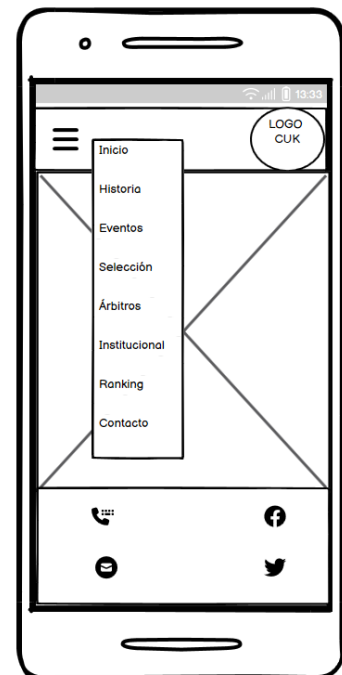 13:33
LOGO
CUK
Inicio
Historia
Eventos
Selección
Árbitros
Institucional
Ranking
Contacto